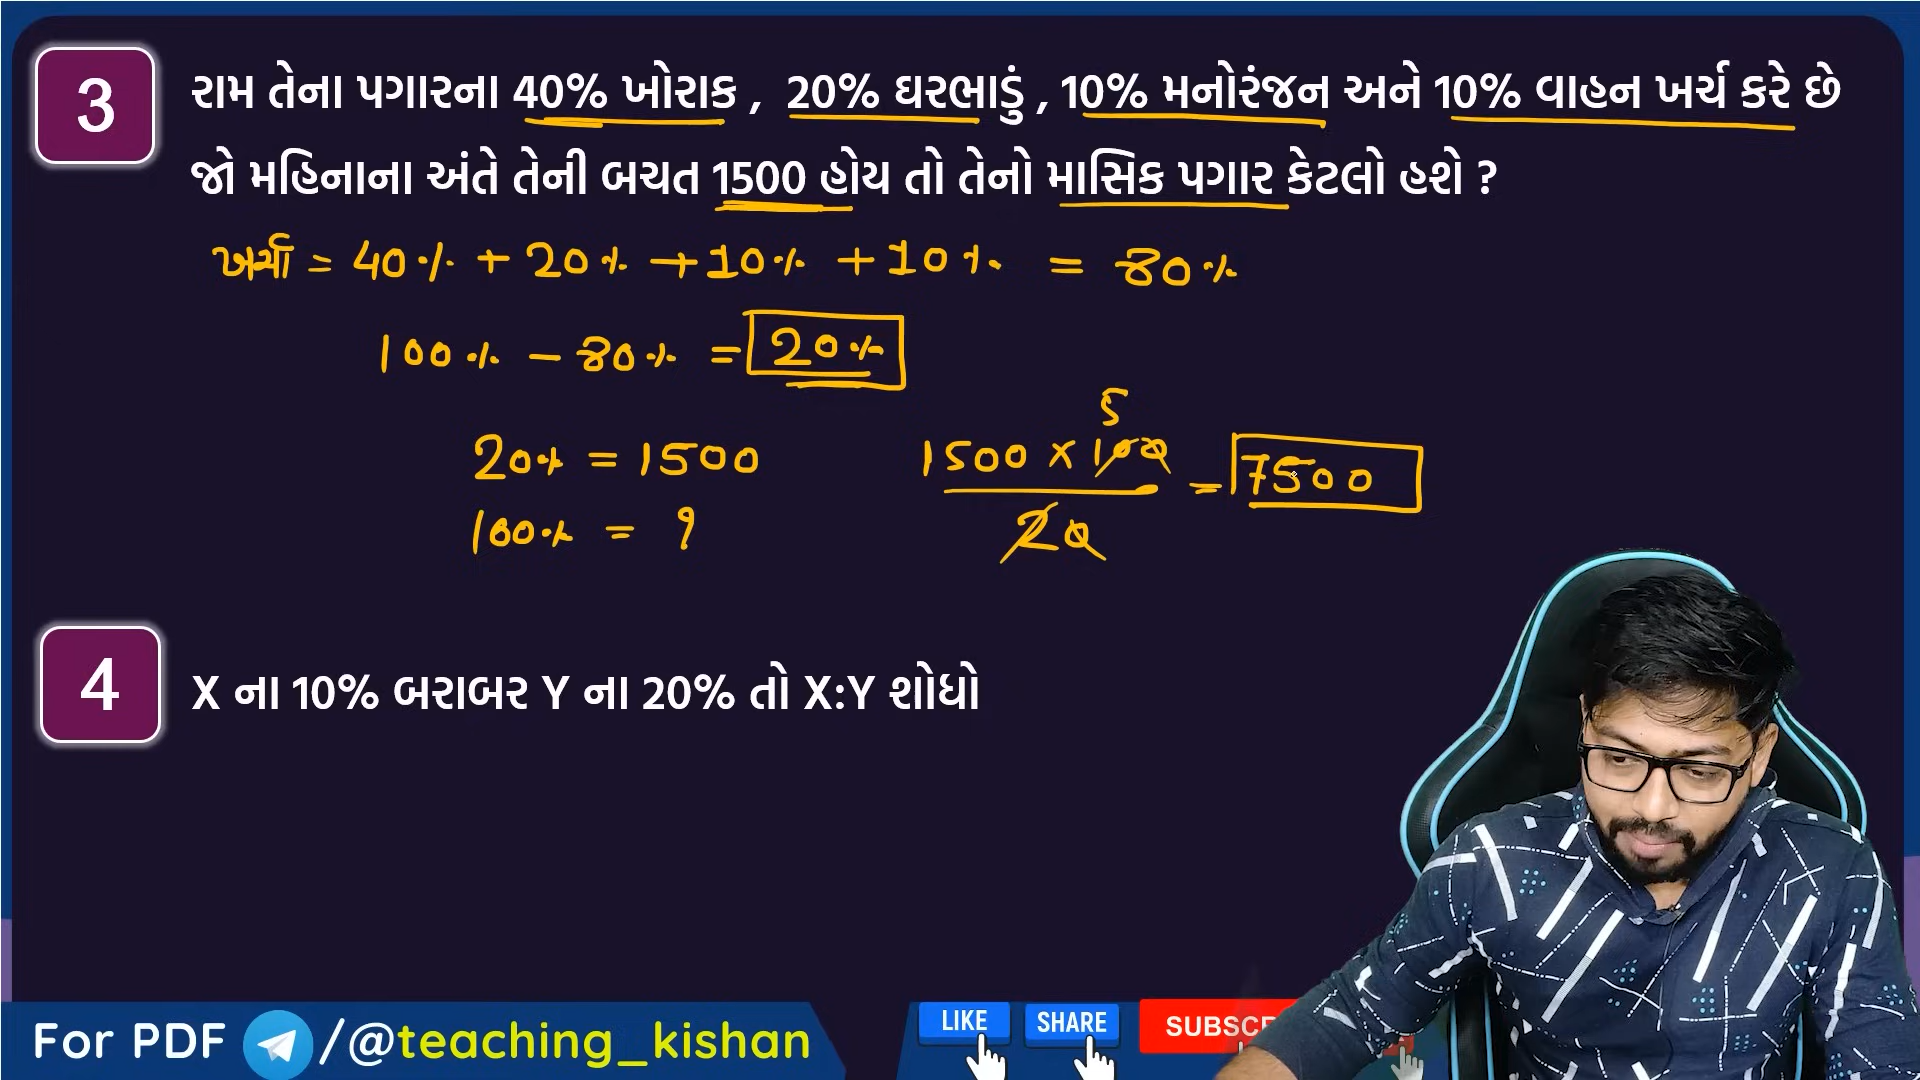 3
રામ તેના પગારના 40% ખોરાક , 20% ઘરભાડું , 10% મનોરંજન અને 10% વાહન ખર્ચ કરે છે
જો મહિનાના અંતે તેની બચત 1500 હોય તો તેનો માસિક પગાર કેટલો હશે ?
ખર્ચા = 40% + 20% + 10% + 10% = 80%
100% - 80% = 20%
5
20% = 1500
1500 x 100
= 7500
20
100% = ?
4
X ના 10% બરાબર Y ના 20% તો X:Y શોધો
For PDF /@teaching_kishan
LIKE
SHARE